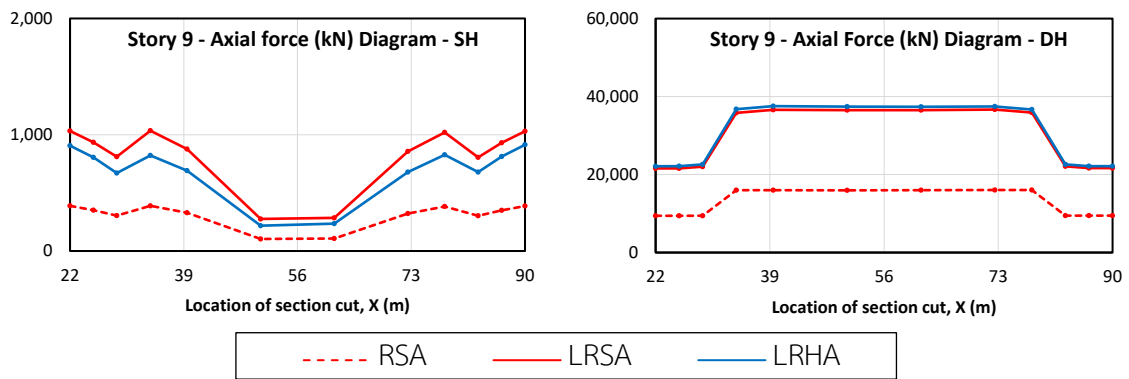 Story 9 - Axial force (kN) Diagram - SH
2,000
1,000
0
22 39 56 73 90
Location of section cut, X (m)
Story 9 - Axial Force (kN) Diagram - DH
60,000
40,000
20,000
0
22 39 56 73 90
Location of section cut, X (m)
RSA LRSA LRHA